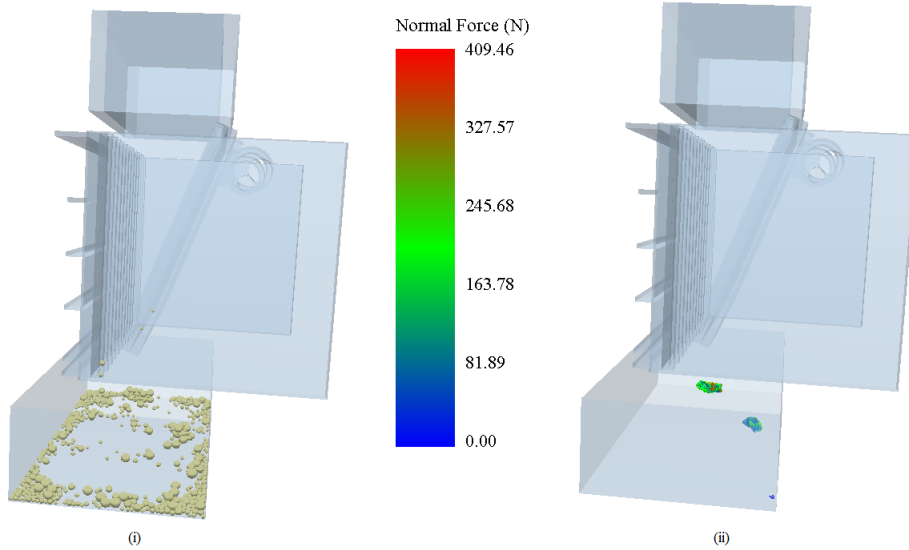 Normal Force (N)
409.46
327.57
245.68
163.78
81.89
0.00
(i)
(ii)